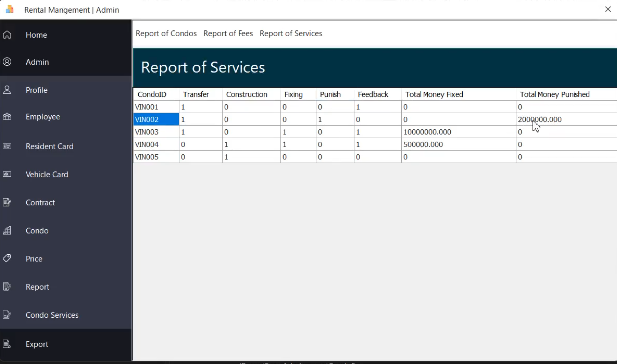 Rental Mangement | Admin
Home
Admin
Profile
Employee
Resident Card
Vehicle Card
Contract
Condo
Price
Report
Condo Services
Export
Report of Condos Report of Fees Report of Services
Report of Services
CondoID Transfer Construction Fixing Punish Feedback Total Money Fixed Total Money Punished
VIN001 1 0 0 0 1 0 0
VIN002 1 0 0 1 0 0 2000000.000
VIN003 1 0 1 0 1 10000000.000 0
VIN004 0 1 1 0 1 500000.000 0
VIN005 0 1 0 0 0 0 0